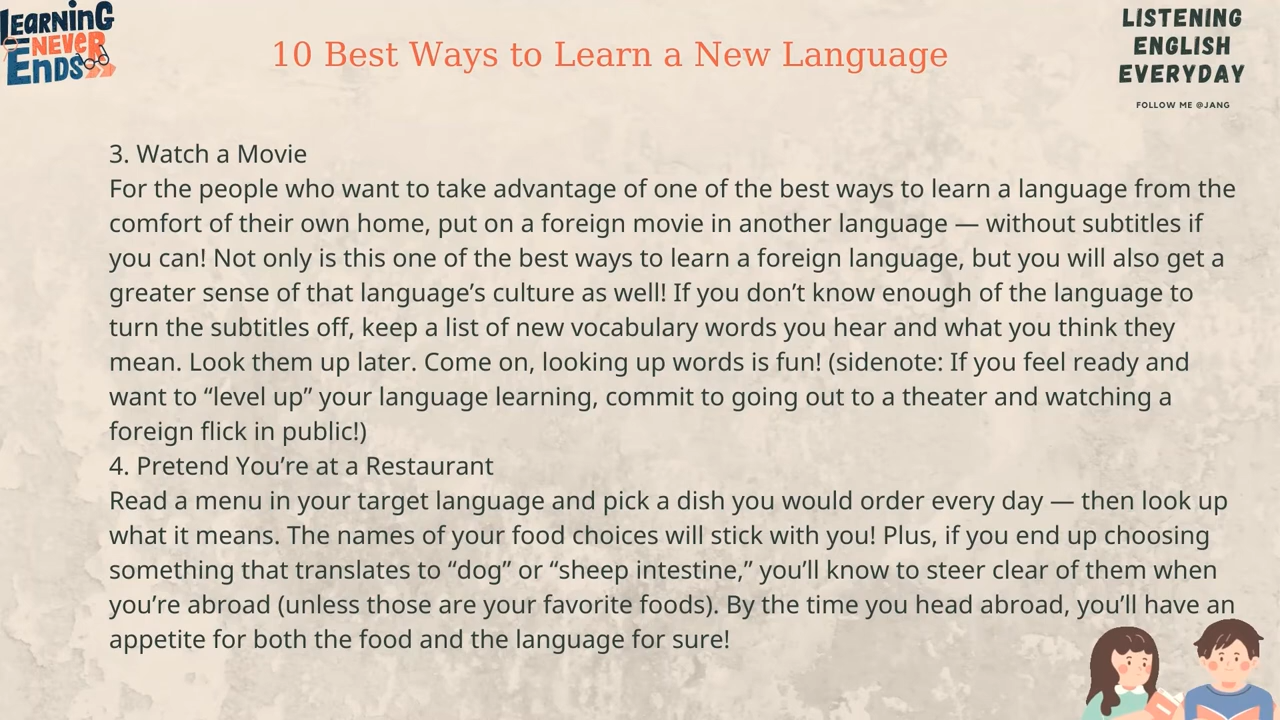 LEARNING
NEVER
ENDS
10 Best Ways to Learn a New Language
LISTENING
ENGLISH
EVERYDAY
FOLLOW ME @JANG
3. Watch a Movie
For the people who want to take advantage of one of the best ways to learn a language from the
comfort of their own home, put on a foreign movie in another language — without subtitles if
you can! Not only is this one of the best ways to learn a foreign language, but you will also get a
greater sense of that language’s culture as well! If you don’t know enough of the language to
turn the subtitles off, keep a list of new vocabulary words you hear and what you think they
mean. Look them up later. Come on, looking up words is fun! (sidenote: If you feel ready and
want to “level up” your language learning, commit to going out to a theater and watching a
foreign flick in public!)
4. Pretend You’re at a Restaurant
Read a menu in your target language and pick a dish you would order every day — then look up
what it means. The names of your food choices will stick with you! Plus, if you end up choosing
something that translates to “dog” or “sheep intestine,” you’ll know to steer clear of them when
you’re abroad (unless those are your favorite foods). By the time you head abroad, you’ll have an
appetite for both the food and the language for sure!